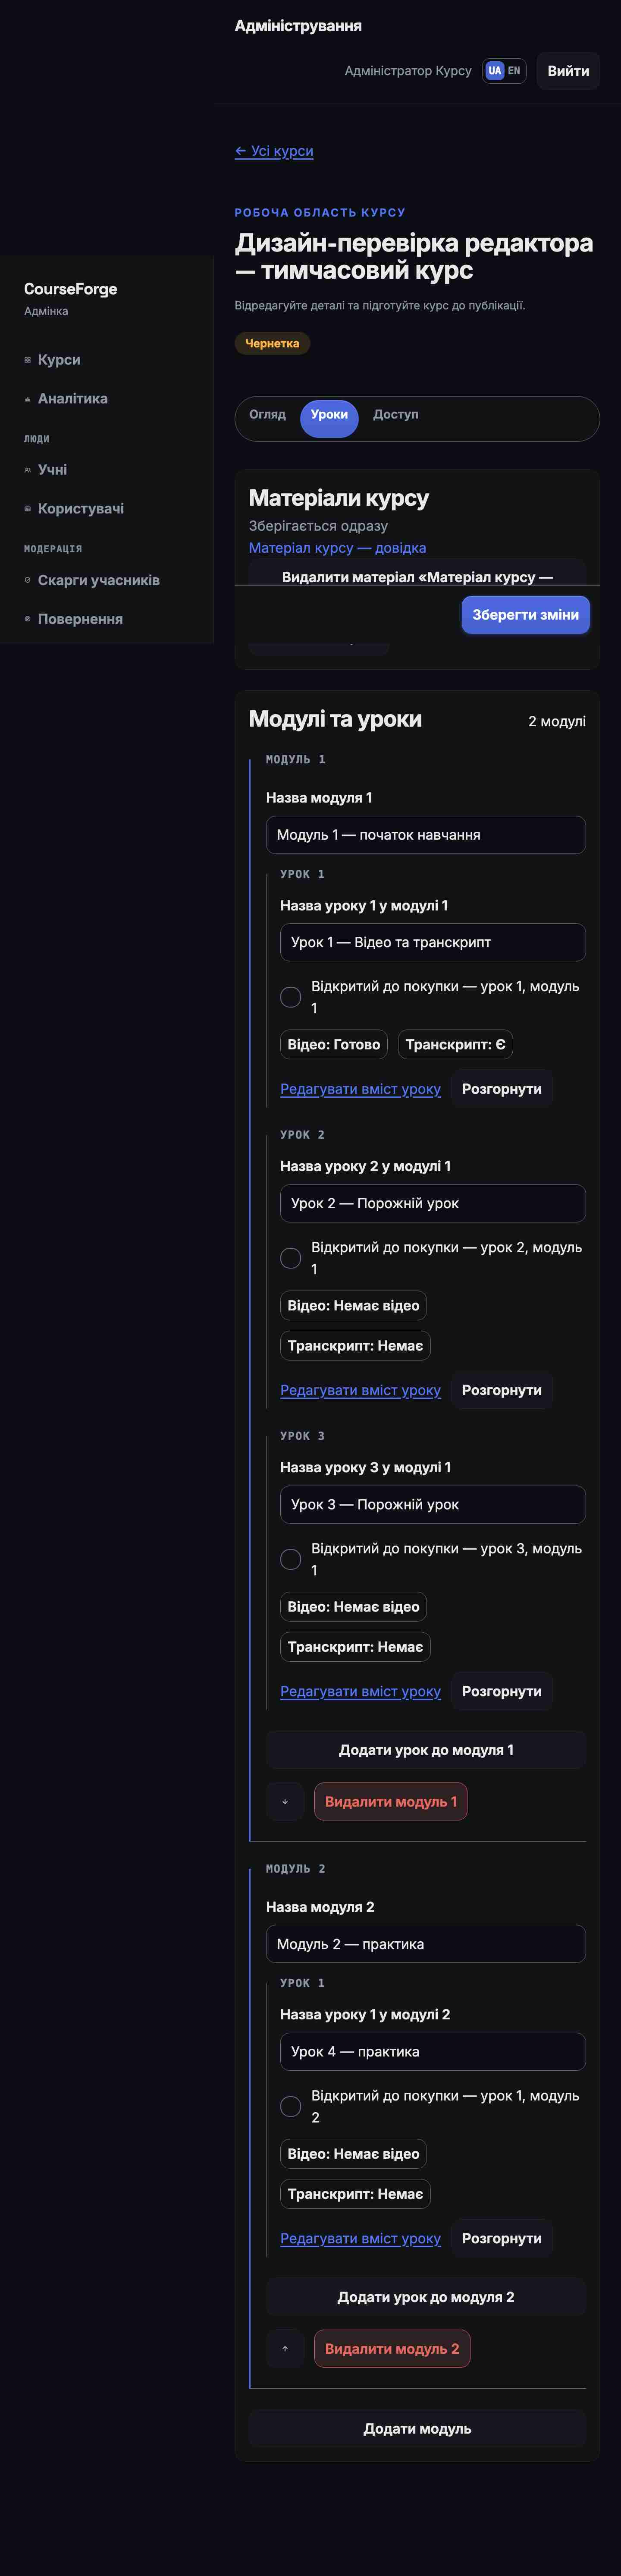 Адміністрування
Адміністратор Курсу
UA EN
Вийти
← Усі курси
РОБОЧА ОБЛАСТЬ КУРСУ
Дизайн-перевірка редактора
— тимчасовий курс
Відредагуйте деталі та підготуйте курс до публікації.
Чернетка
CourseForge
Адмінка
Курси
Аналітика
ЛЮДИ
Учні
Користувачі
МОДЕРАЦІЯ
Скарги учасників
Повернення
Огляд Уроки Доступ
Матеріали курсу
Зберігається одразу
Матеріал курсу — довідка
Видалити матеріал «Матеріал курсу —
Зберегти зміни
Модулі та уроки
2 модулі
МОДУЛЬ 1
Назва модуля 1
Модуль 1 — початок навчання
УРОК 1
Назва уроку 1 у модулі 1
Урок 1 — Відео та транскрипт
Відкритий до покупки — урок 1, модуль
1
Відео: Готово Транскрипт: Є
Редагувати вміст уроку Розгорнути
УРОК 2
Назва уроку 2 у модулі 1
Урок 2 — Порожній урок
Відкритий до покупки — урок 2, модуль
1
Відео: Немає відео
Транскрипт: Немає
Редагувати вміст уроку Розгорнути
УРОК 3
Назва уроку 3 у модулі 1
Урок 3 — Порожній урок
Відкритий до покупки — урок 3, модуль
1
Відео: Немає відео
Транскрипт: Немає
Редагувати вміст уроку Розгорнути
Додати урок до модуля 1
↓ Видалити модуль 1
МОДУЛЬ 2
Назва модуля 2
Модуль 2 — практика
УРОК 1
Назва уроку 1 у модулі 2
Урок 4 — практика
Відкритий до покупки — урок 1, модуль
2
Відео: Немає відео
Транскрипт: Немає
Редагувати вміст уроку Розгорнути
Додати урок до модуля 2
↑ Видалити модуль 2
Додати модуль